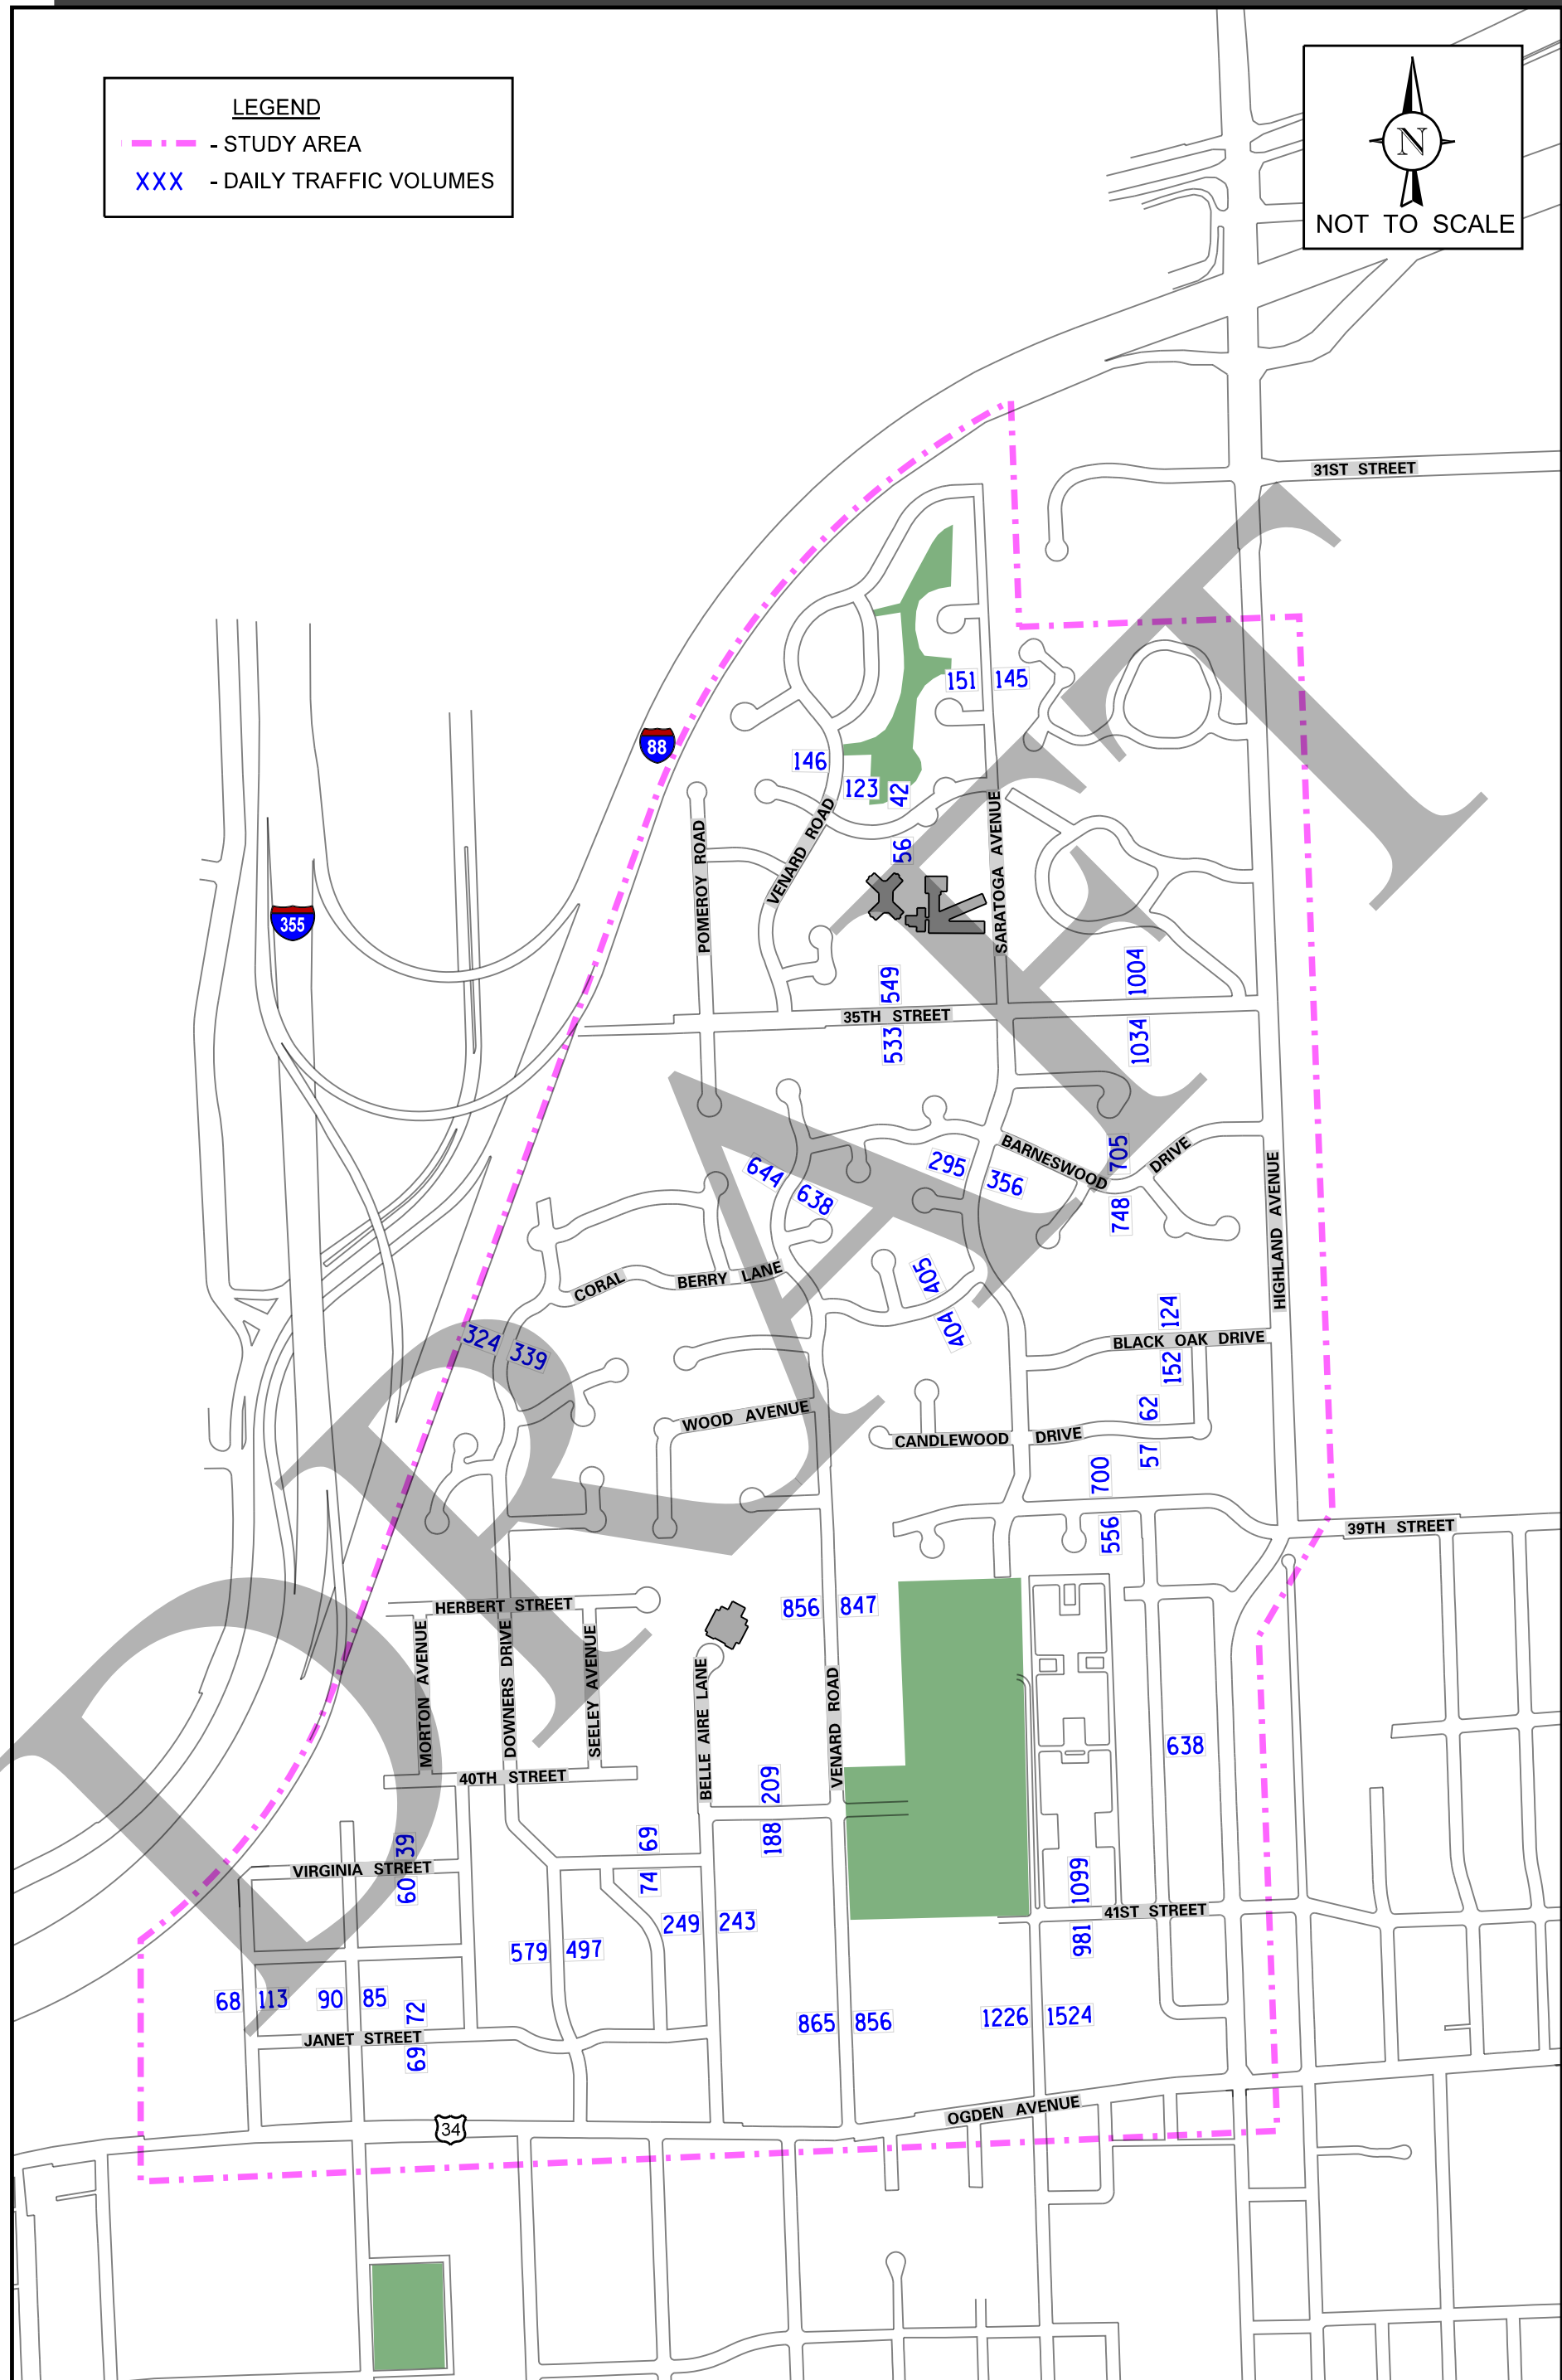 LEGEND
- STUDY AREA
XXX - DAILY TRAFFIC VOLUMES
N
NOT TO SCALE
31ST STREET
151 145
88
146
123 42
POMEROY ROAD
VENARD ROAD
SARATOGA AVENUE
56
355
549
1004
35TH STREET
533
1034
BARNESWOOD DRIVE
705
644 638
295 356
748
HIGHLAND AVENUE
CORAL BERRY LANE
405
404
124
324 339
BLACK OAK DRIVE
152
WOOD AVENUE
62
CANDLEWOOD DRIVE
57
700
556
39TH STREET
HERBERT STREET
856 847
MORTON AVENUE
DOWNERS DRIVE
SEELEY AVENUE
BELLE AIRE LANE
VENARD ROAD
638
40TH STREET
209
188
39
69
VIRGINIA STREET
60
74
1099
41ST STREET
981
249 243
579 497
68 113 90 85
72
865 856
1226 1524
JANET STREET
69
OGDEN AVENUE
34
DRAFT